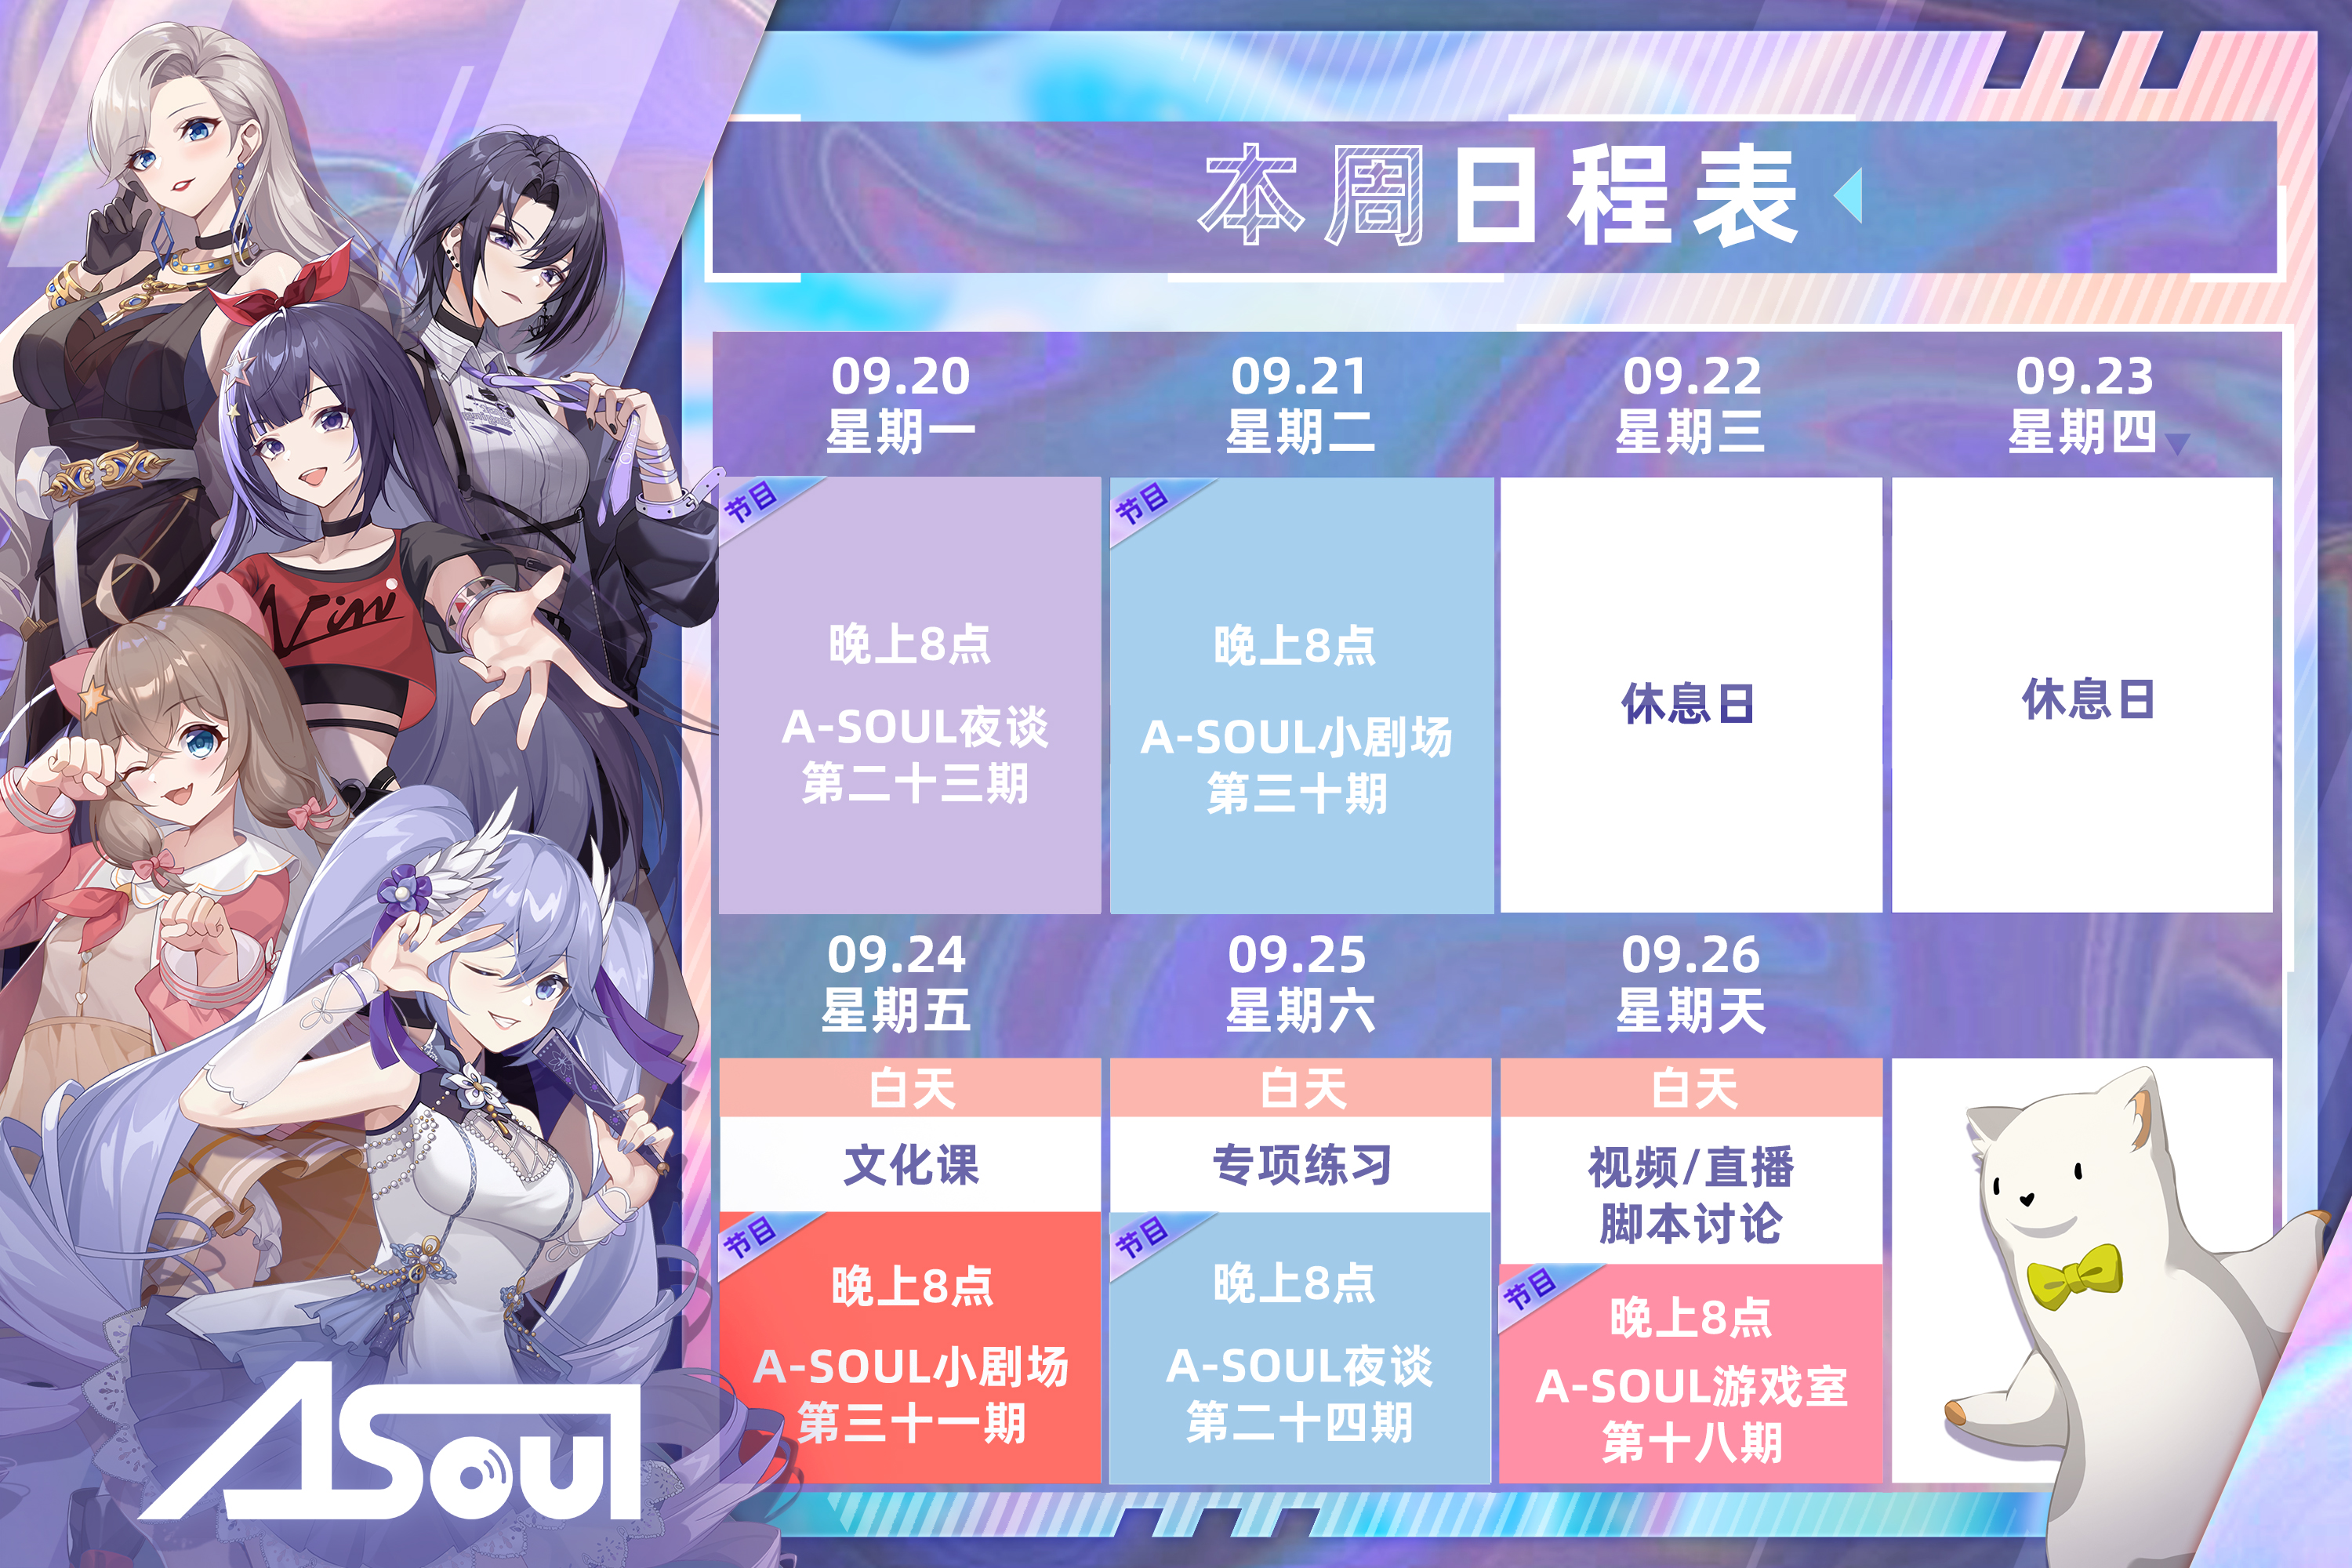 本周日程表
09.20
星期一
09.21
星期二
09.22
星期三
09.23
星期四
节目
晚上8点
A-SOUL夜谈
第二十三期
节目
晚上8点
A-SOUL小剧场
第三十期
休息日
休息日
09.24
星期五
09.25
星期六
09.26
星期天
白天
文化课
节目
晚上8点
A-SOUL小剧场
第三十一期
白天
专项练习
节目
晚上8点
A-SOUL夜谈
第二十四期
白天
视频/直播
脚本讨论
节目
晚上8点
A-SOUL游戏室
第十八期
ASOUL